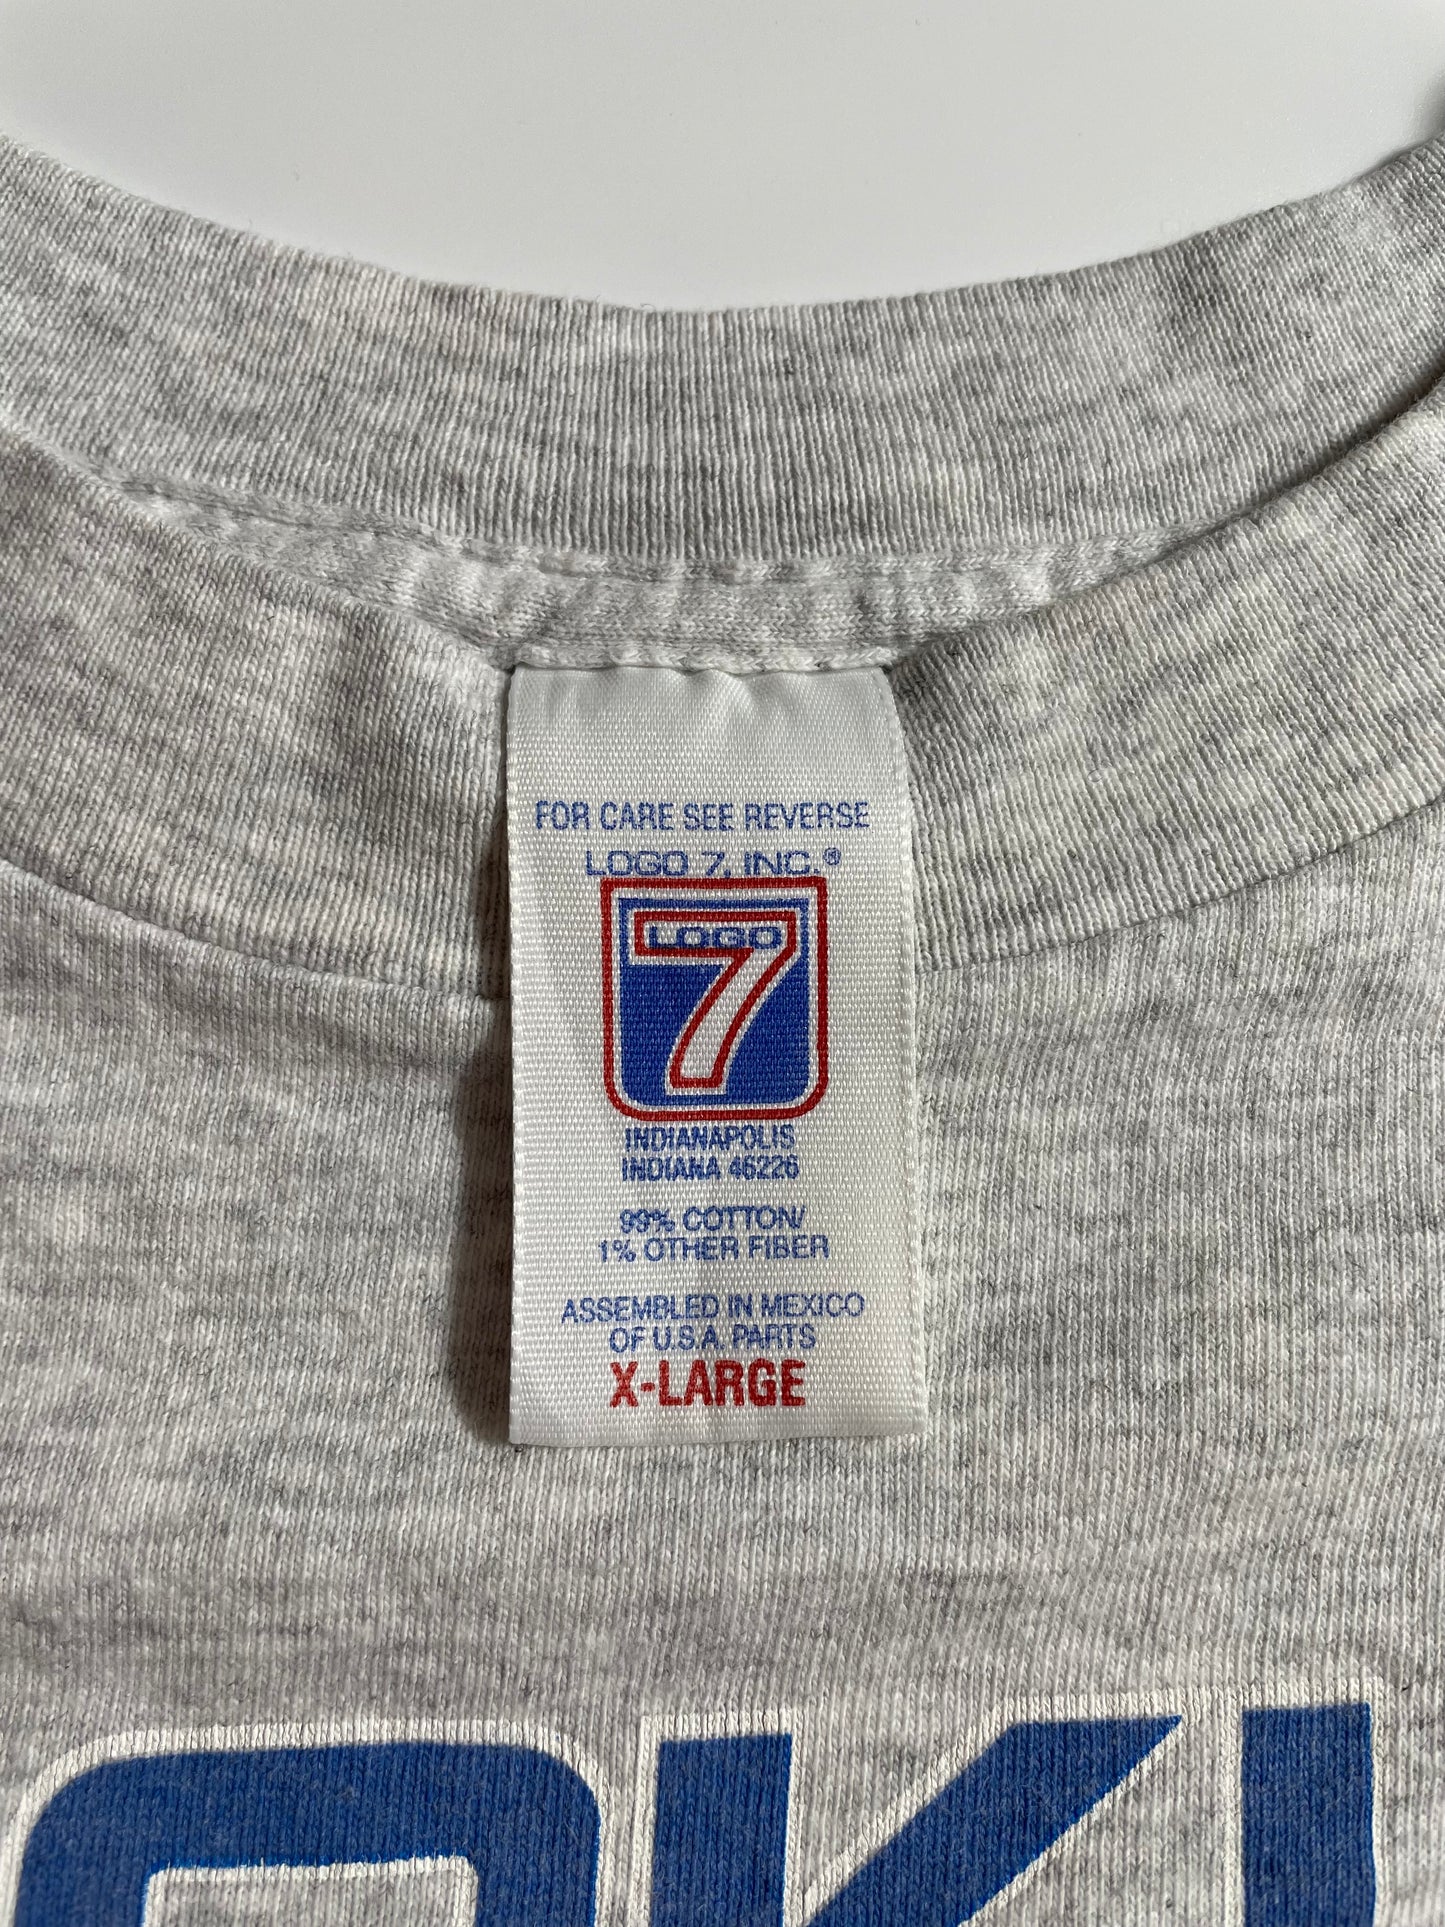 FOR CARE SEE REVERSE
LOGO 7, INC.®
LOGO
7
INDIANAPOLIS
INDIANA 46226
99% COTTON/
1% OTHER FIBER
ASSEMBLED IN MEXICO
OF U.S.A. PARTS
X-LARGE